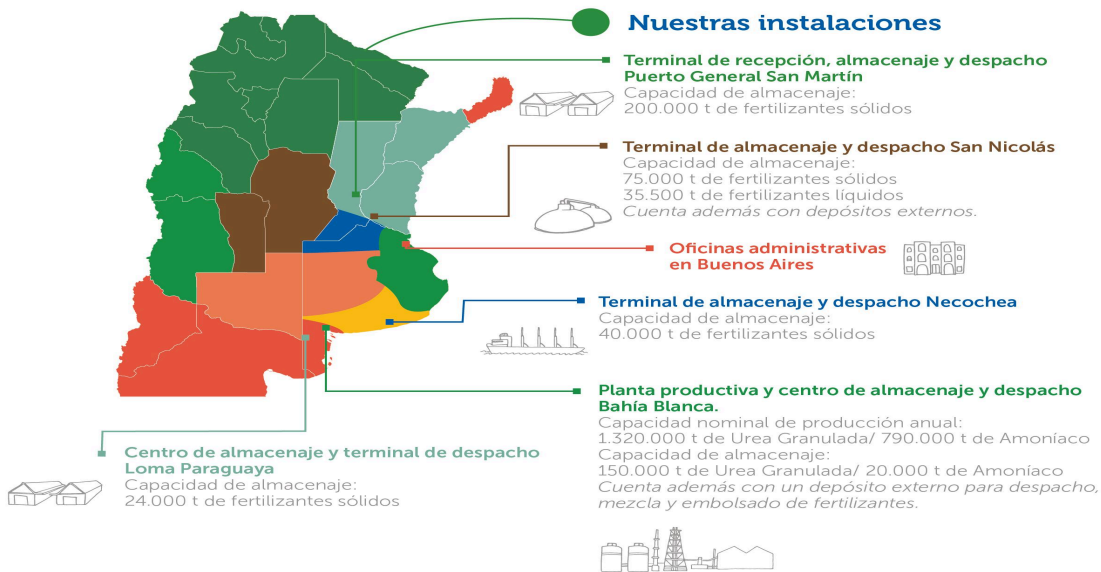 Nuestras instalaciones
Terminal de recepción, almacenaje y despacho
Puerto General San Martín
Capacidad de almacenaje:
200.000 t de fertilizantes sólidos
Terminal de almacenaje y despacho San Nicolás
Capacidad de almacenaje:
75.000 t de fertilizantes sólidos
35.500 t de fertilizantes líquidos
Cuenta además con depósitos externos.
Oficinas administrativas
en Buenos Aires
Terminal de almacenaje y despacho Necochea
Capacidad de almacenaje:
40.000 t de fertilizantes sólidos
Planta productiva y centro de almacenaje y despacho
Bahía Blanca.
Capacidad nominal de producción anual:
1.320.000 t de Urea Granulada/ 790.000 t de Amoníaco
Capacidad de almacenaje:
150.000 t de Urea Granulada/ 20.000 t de Amoníaco
Cuenta además con un depósito externo para despacho,
mezcla y embolsado de fertilizantes.
Centro de almacenaje y terminal de despacho
Loma Paraguaya
Capacidad de almacenaje:
24.000 t de fertilizantes sólidos